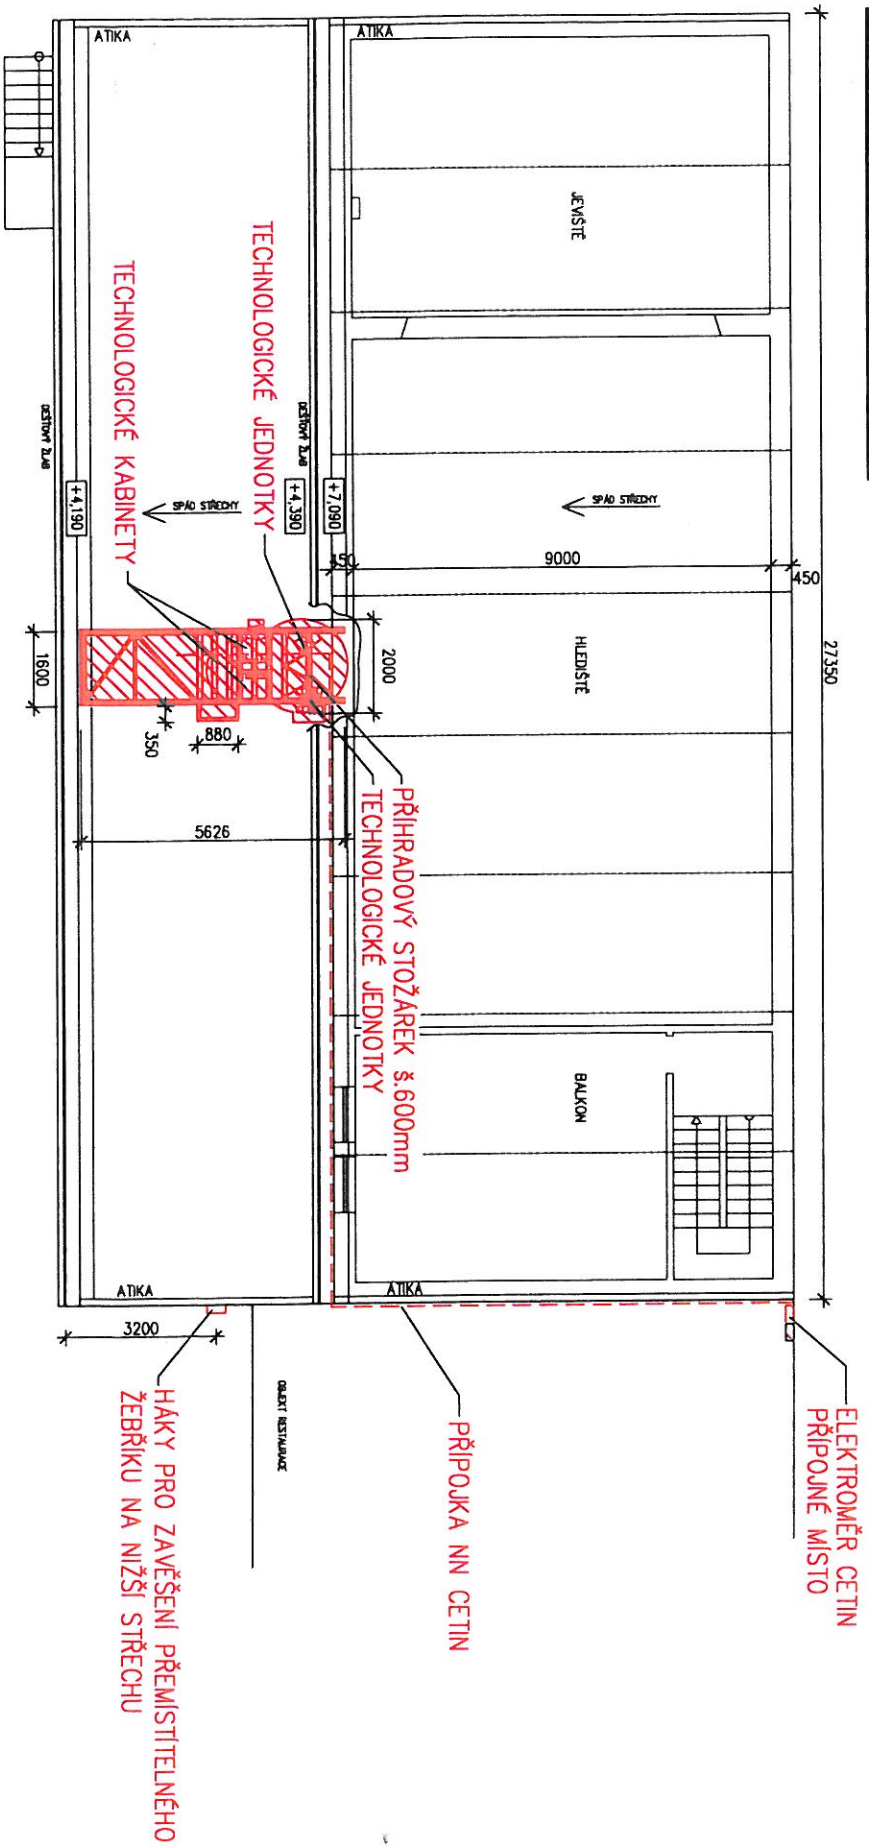 ATIKA
ATIKA
27350
JEVIŠTĚ
TECHNOLOGICKÉ JEDNOTKY
TECHNOLOGICKÉ KABINETY
DEŠŤOVÝ ŽLAB
DEŠŤOVÝ ŽLAB
+4,190
SPÁD STŘECHY
+4,390
+7,090
SPÁD STŘECHY
450
9000
450
HLEDIŠTĚ
1600
2000
350
880
5626
PŘÍHRADOVÝ STOŽÁREK š.600mm
TECHNOLOGICKÉ JEDNOTKY
BALKON
ATIKA
ATIKA
3200
OBJEKT RESTAURACE
HÁKY PRO ZAVĚŠENÍ PŘEMÍSTÍTELNÉHO
ŽEBŘÍKU NA NIŽŠÍ STŘECHU
PŘÍPOJKA NN CETIN
ELEKTROMĚR CETIN
PŘÍPOJNÉ MÍSTO